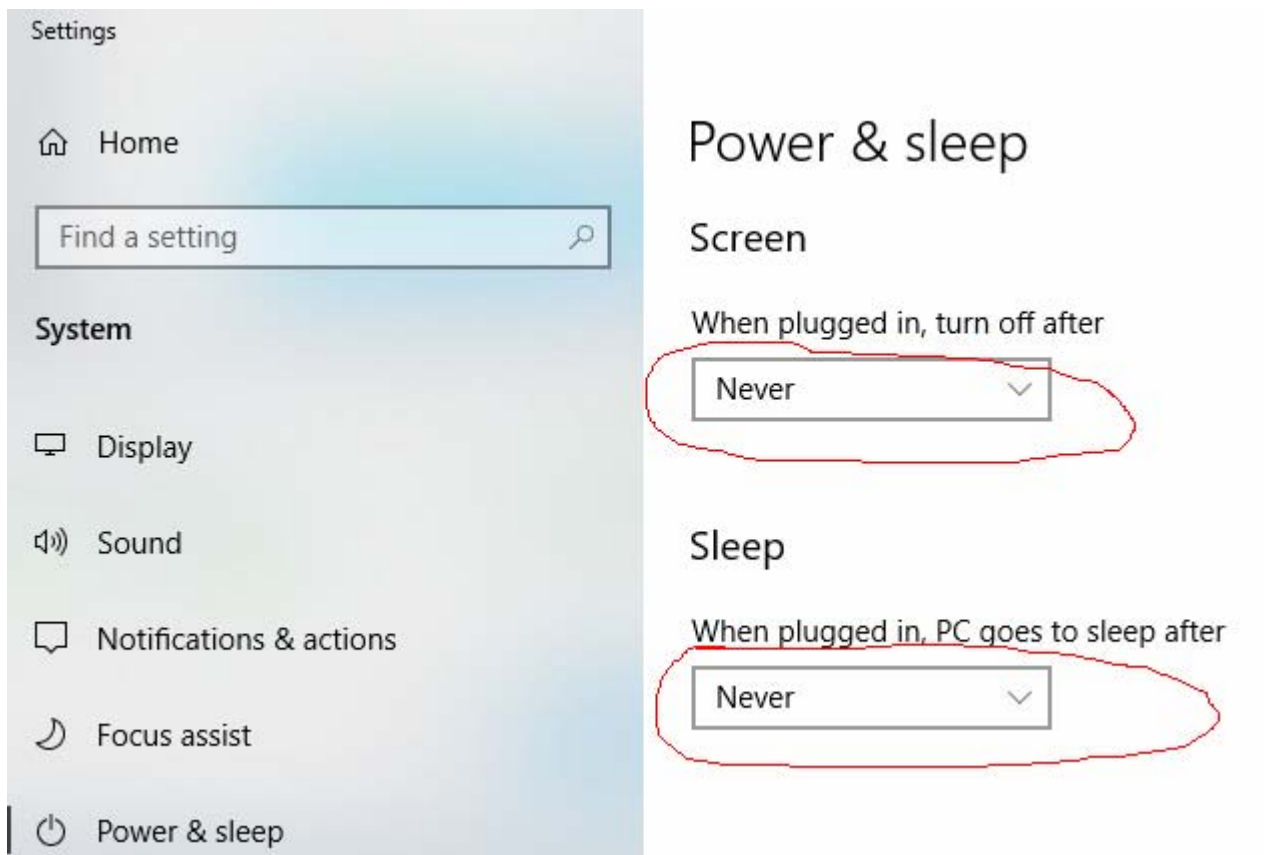 Settings
Home
Find a setting
System
Display
Sound
Notifications & actions
Focus assist
Power & sleep
Power & sleep
Screen
When plugged in, turn off after
Never
Sleep
When plugged in, PC goes to sleep after
Never